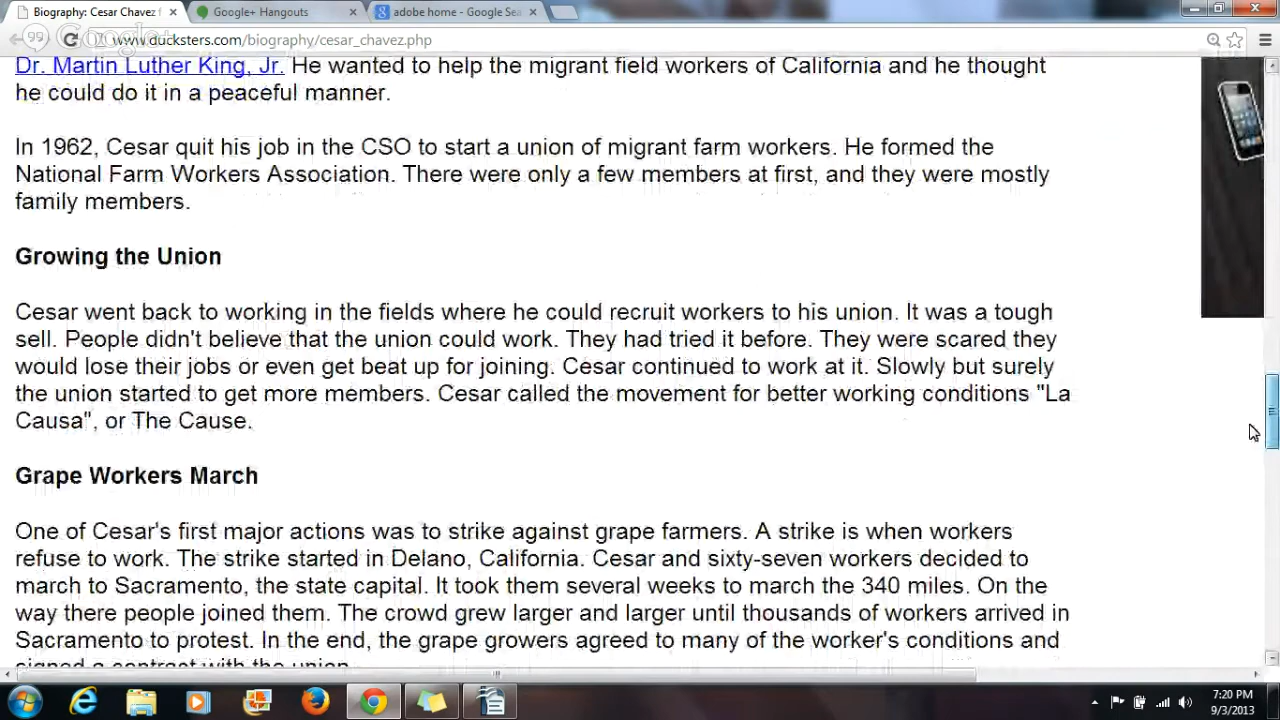 Biography: Cesar Chavez f
Google+ Hangouts
adobe home - Google Sea
Google+
www.ducksters.com/biography/cesar_chavez.php
Dr. Martin Luther King, Jr. He wanted to help the migrant field workers of California and he thought
he could do it in a peaceful manner.
In 1962, Cesar quit his job in the CSO to start a union of migrant farm workers. He formed the
National Farm Workers Association. There were only a few members at first, and they were mostly
family members.
Growing the Union
Cesar went back to working in the fields where he could recruit workers to his union. It was a tough
sell. People didn't believe that the union could work. They had tried it before. They were scared they
would lose their jobs or even get beat up for joining. Cesar continued to work at it. Slowly but surely
the union started to get more members. Cesar called the movement for better working conditions "La
Causa", or The Cause.
Grape Workers March
One of Cesar's first major actions was to strike against grape farmers. A strike is when workers
refuse to work. The strike started in Delano, California. Cesar and sixty-seven workers decided to
march to Sacramento, the state capital. It took them several weeks to march the 340 miles. On the
way there people joined them. The crowd grew larger and larger until thousands of workers arrived in
Sacramento to protest. In the end, the grape growers agreed to many of the worker's conditions and
signed a contract with the union.
7:20 PM
9/3/2013